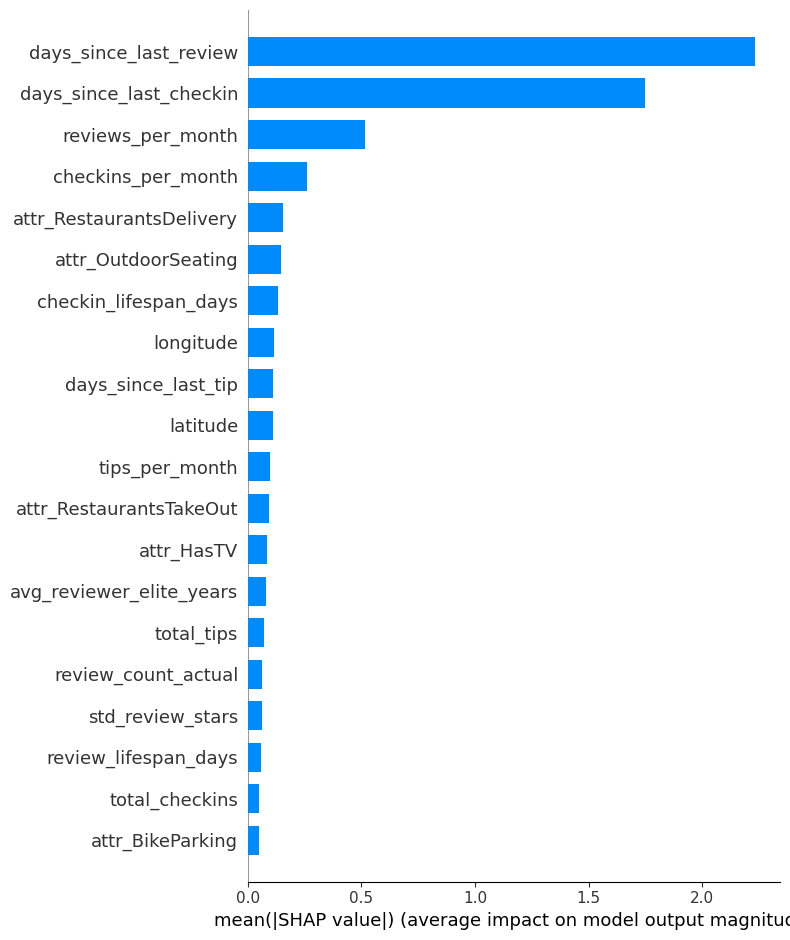 days_since_last_review
days_since_last_checkin
reviews_per_month
checkins_per_month
attr_RestaurantsDelivery
attr_OutdoorSeating
checkin_lifespan_days
longitude
days_since_last_tip
latitude
tips_per_month
attr_RestaurantsTakeOut
attr_HasTV
avg_reviewer_elite_years
total_tips
review_count_actual
std_review_stars
review_lifespan_days
total_checkins
attr_BikeParking
0.0 0.5 1.0 1.5 2.0
mean(|SHAP value|) (average impact on model output magnitud